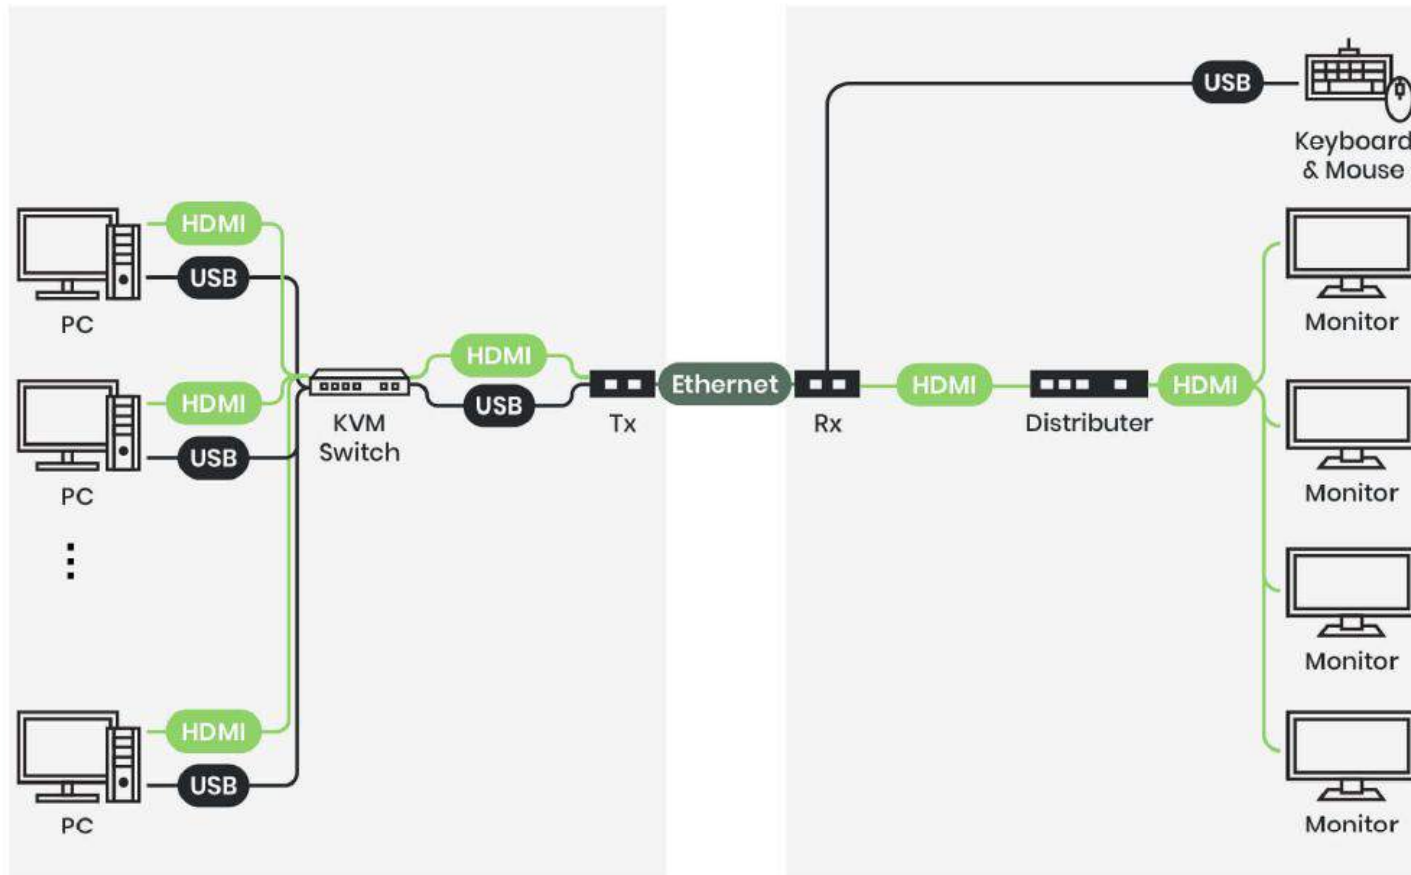 HDMI
USB
PC
HDMI
USB
PC
HDMI
USB
PC
KVM
Switch
HDMI
USB
Tx
Ethernet
Rx
USB
Keyboard
& Mouse
HDMI
Distributer
HDMI
Monitor
Monitor
Monitor
Monitor